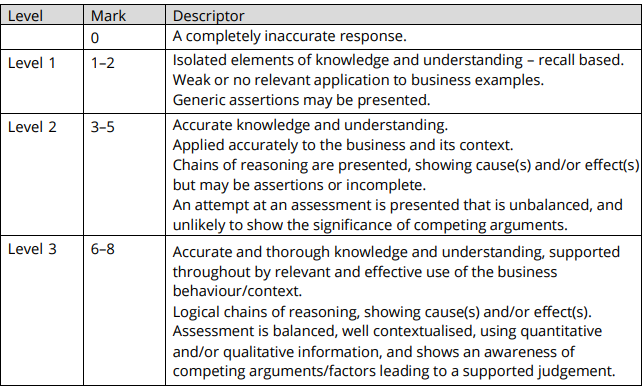 Level Mark Descriptor
0 A completely inaccurate response.
Level 1 1–2 Isolated elements of knowledge and understanding – recall based.
Weak or no relevant application to business examples.
Generic assertions may be presented.
Level 2 3–5 Accurate knowledge and understanding.
Applied accurately to the business and its context.
Chains of reasoning are presented, showing cause(s) and/or effect(s)
but may be assertions or incomplete.
An attempt at an assessment is presented that is unbalanced, and
unlikely to show the significance of competing arguments.
Level 3 6–8 Accurate and thorough knowledge and understanding, supported
throughout by relevant and effective use of the business
behaviour/context.
Logical chains of reasoning, showing cause(s) and/or effect(s).
Assessment is balanced, well contextualised, using quantitative
and/or qualitative information, and shows an awareness of
competing arguments/factors leading to a supported judgement.